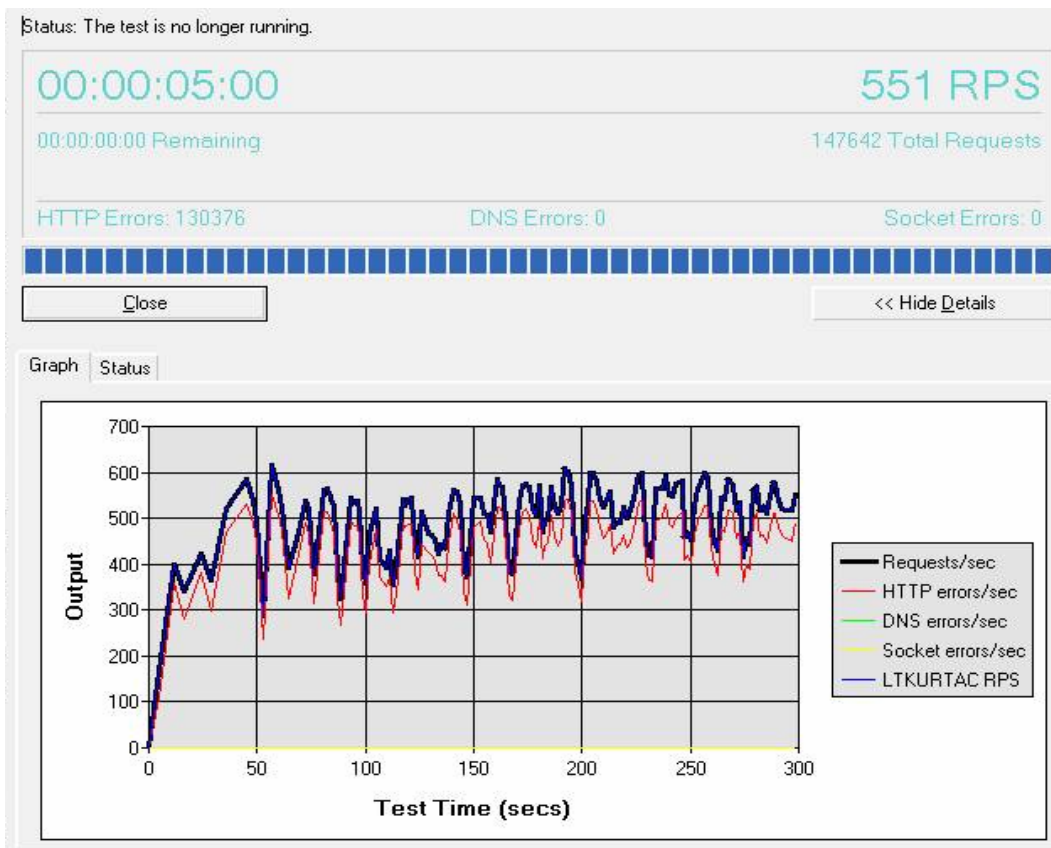 Status: The test is no longer running.
00:00:05:00 551 RPS
00:00:00:00 Remaining 147642 Total Requests
HTTP Errors: 130376 DNS Errors: 0 Socket Errors: 0
Close << Hide Details
Graph Status
700
600
500
400
300
200
100
0
Output
0 50 100 150 200 250 300
Test Time (secs)
Requests/sec
HTTP errors/sec
DNS errors/sec
Socket errors/sec
LTKURTAC RPS